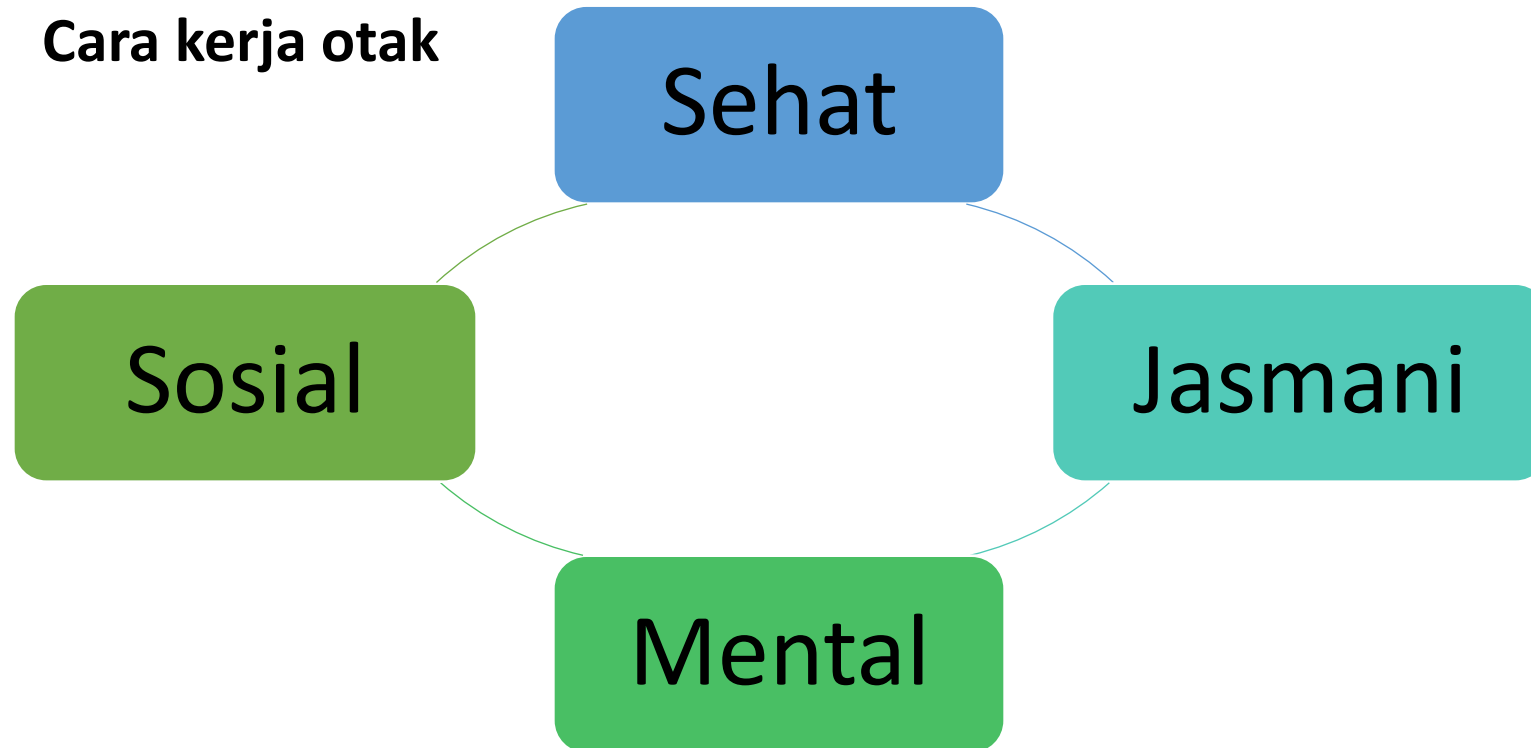 Cara kerja otak
Sehat
Sosial
Jasmani
Mental